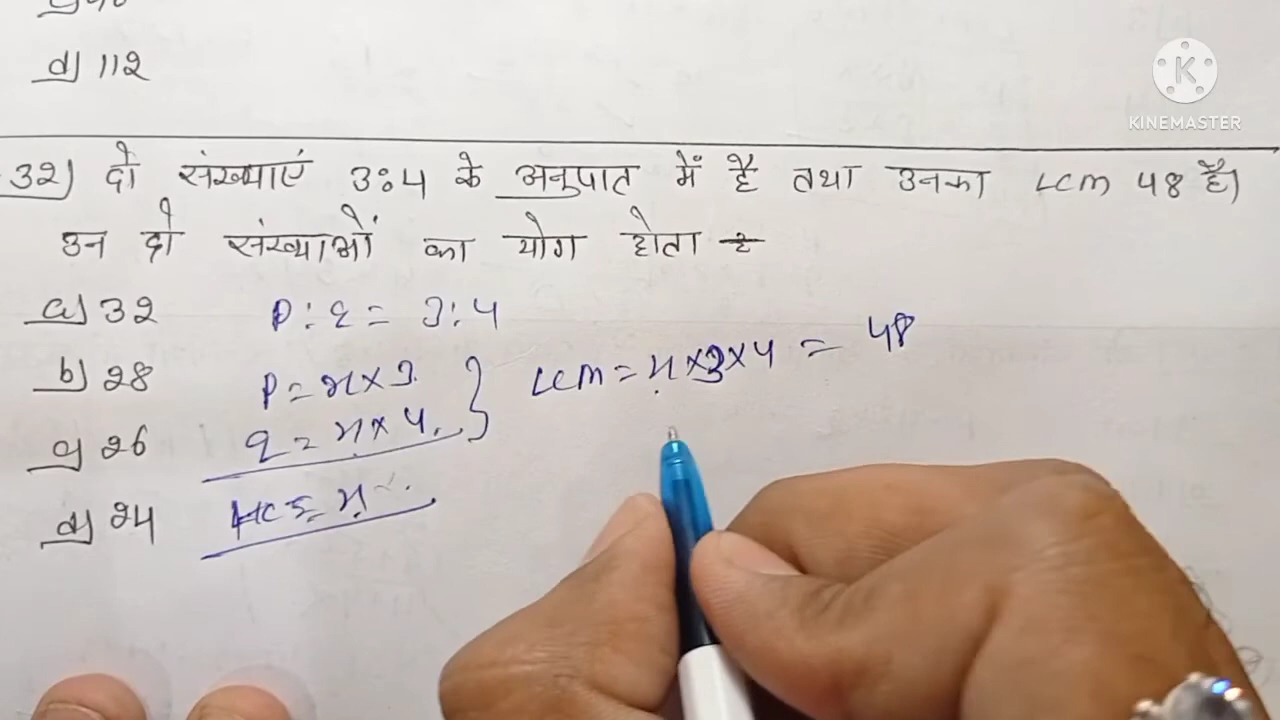 d) 112
KINEMASTER
32) दो संख्याएं 3:4 के अनुपात में है तथा उनका LCM 48 है।
उन दो संख्याओं का योग होता है
a) 32
P : q = 3 : 4
b) 28
P = x × 3
LCM = x × 3 × 4 = 48
c) 26
q = x × 4
d) 24
HCF = x